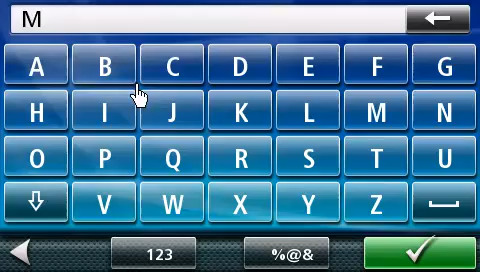 M
A B C D E F G
H I J K L M N
O P Q R S T U
V W X Y Z
123 %@&